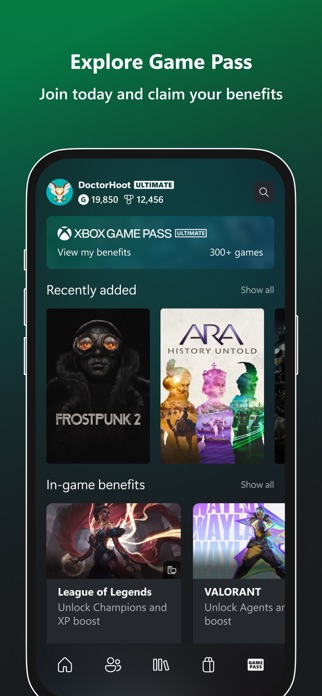 Explore Game Pass
Join today and claim your benefits
DoctorHoot ULTIMATE
G 19,850 12,456
XBOX GAME PASS ULTIMATE
View my benefits 300+ games
Recently added Show all
FROSTPUNK 2
ARA
HISTORY UNTOLD
In-game benefits Show all
WAYLA
League of Legends
Unlock Champions and
XP boost
VALORANT
Unlock Agents an
boost
GAME
PASS